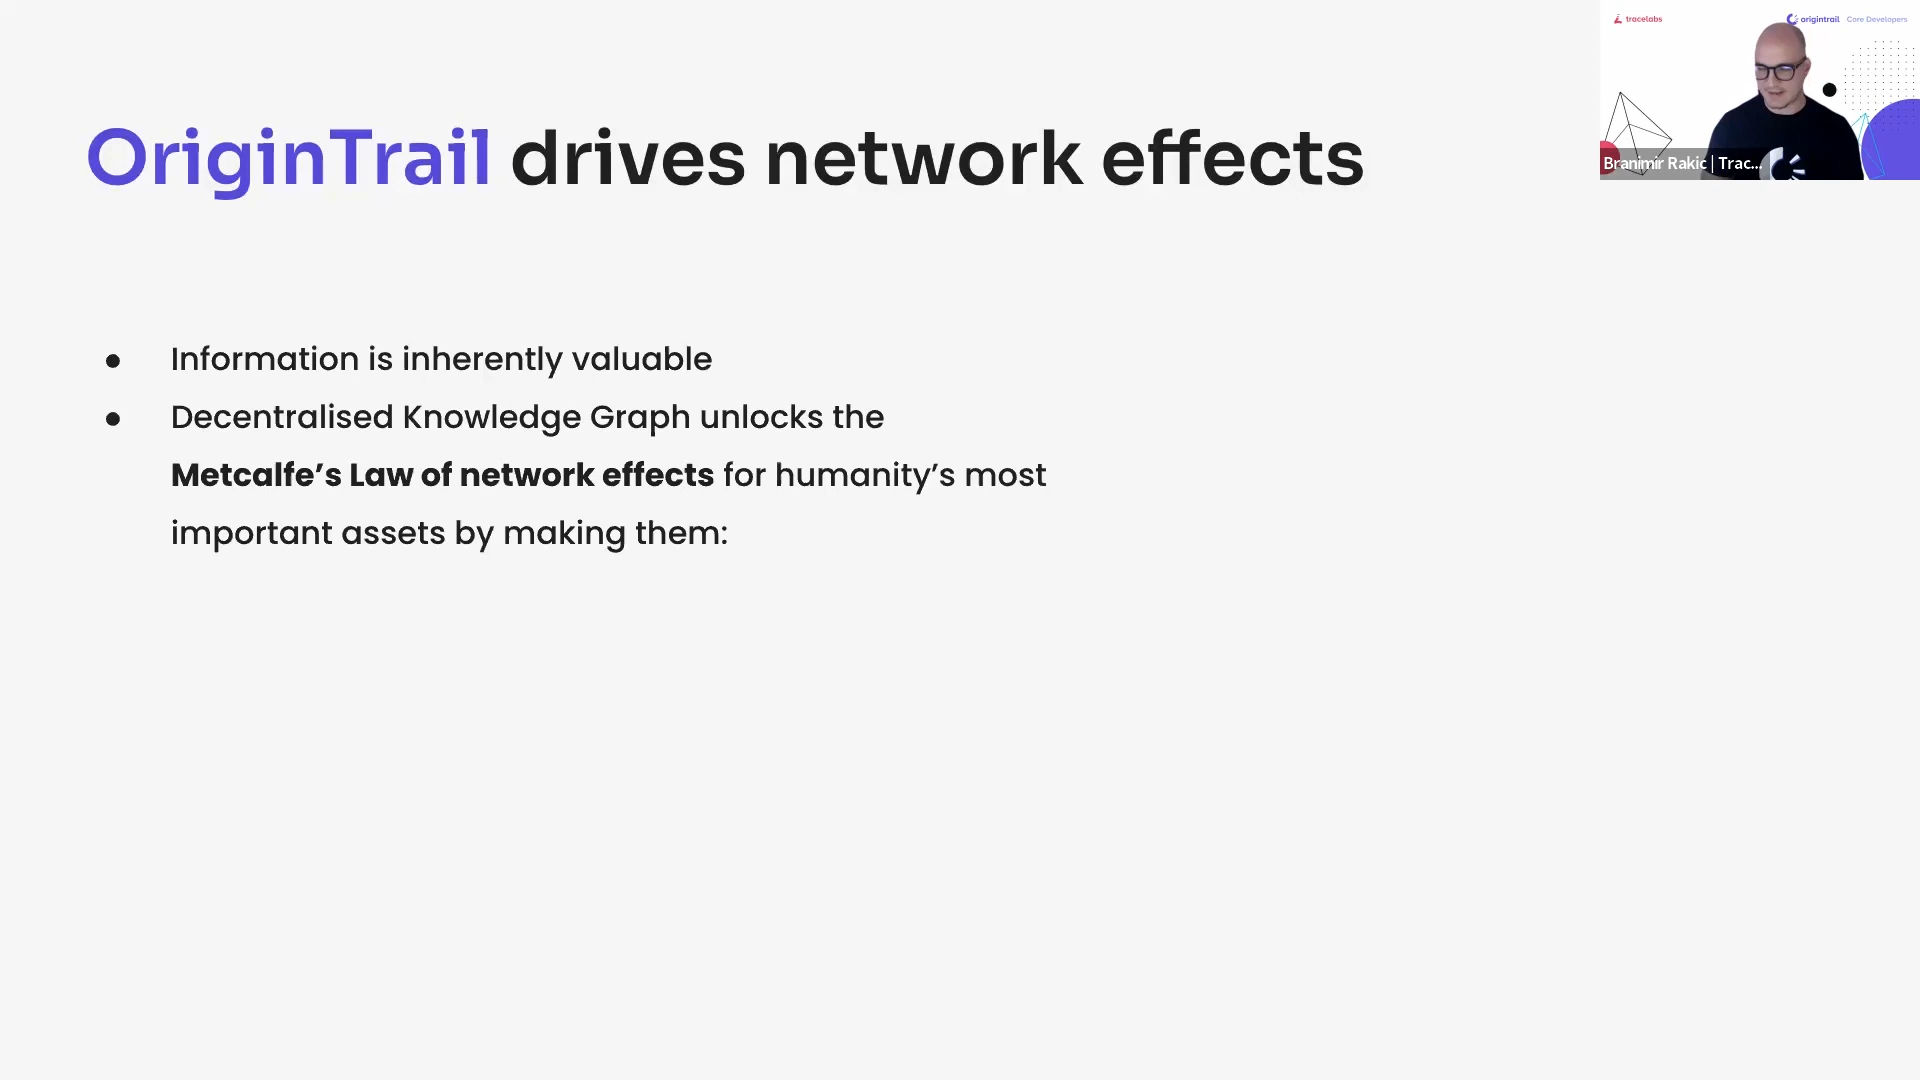 tracelabs
origintrail Core Developers
OriginTrail drives network effects
Branimir Rakic | Trac...
● Information is inherently valuable
● Decentralised Knowledge Graph unlocks the
Metcalfe’s Law of network effects for humanity’s most
important assets by making them: